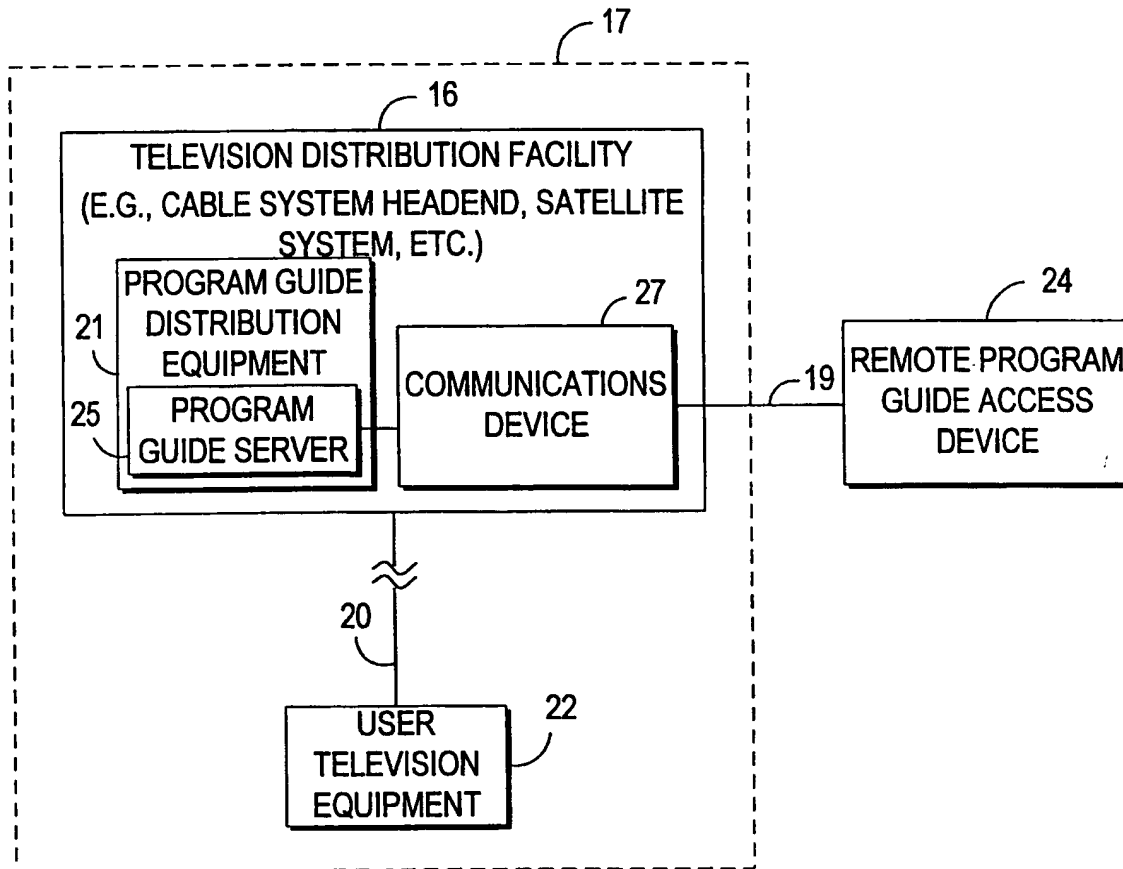 17
16
TELEVISION DISTRIBUTION FACILITY
(E.G., CABLE SYSTEM HEADEND, SATELLITE
SYSTEM, ETC.)
21
PROGRAM GUIDE
DISTRIBUTION
EQUIPMENT
25
PROGRAM
GUIDE SERVER
27
COMMUNICATIONS
DEVICE
19
24
REMOTE PROGRAM
GUIDE ACCESS
DEVICE
20
22
USER
TELEVISION
EQUIPMENT